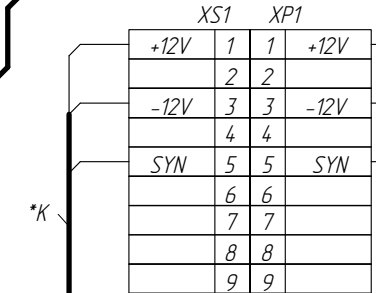 XS1 XP1
+12V 1 1 +12V
2 2
-12V 3 3 -12V
4 4
SYN 5 5 SYN
6 6
*K 7 7
8 8
9 9